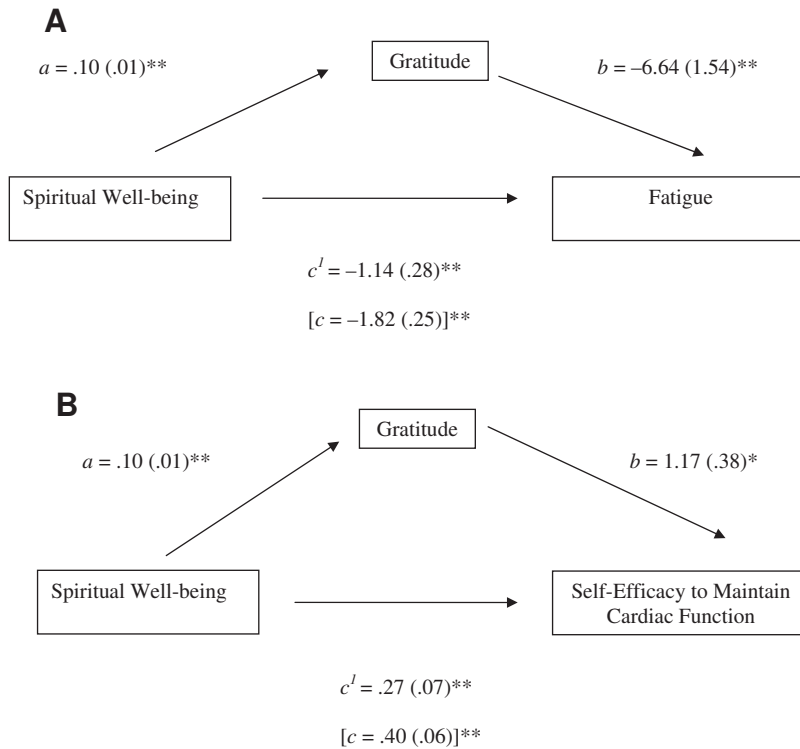 A
a = .10 (.01)**
Gratitude
b = –6.64 (1.54)**
Spiritual Well-being
Fatigue
c¹ = –1.14 (.28)**
[c = –1.82 (.25)]**
B
Gratitude
a = .10 (.01)**
b = 1.17 (.38)*
Spiritual Well-being
Self-Efficacy to Maintain
Cardiac Function
c¹ = .27 (.07)**
[c = .40 (.06)]**